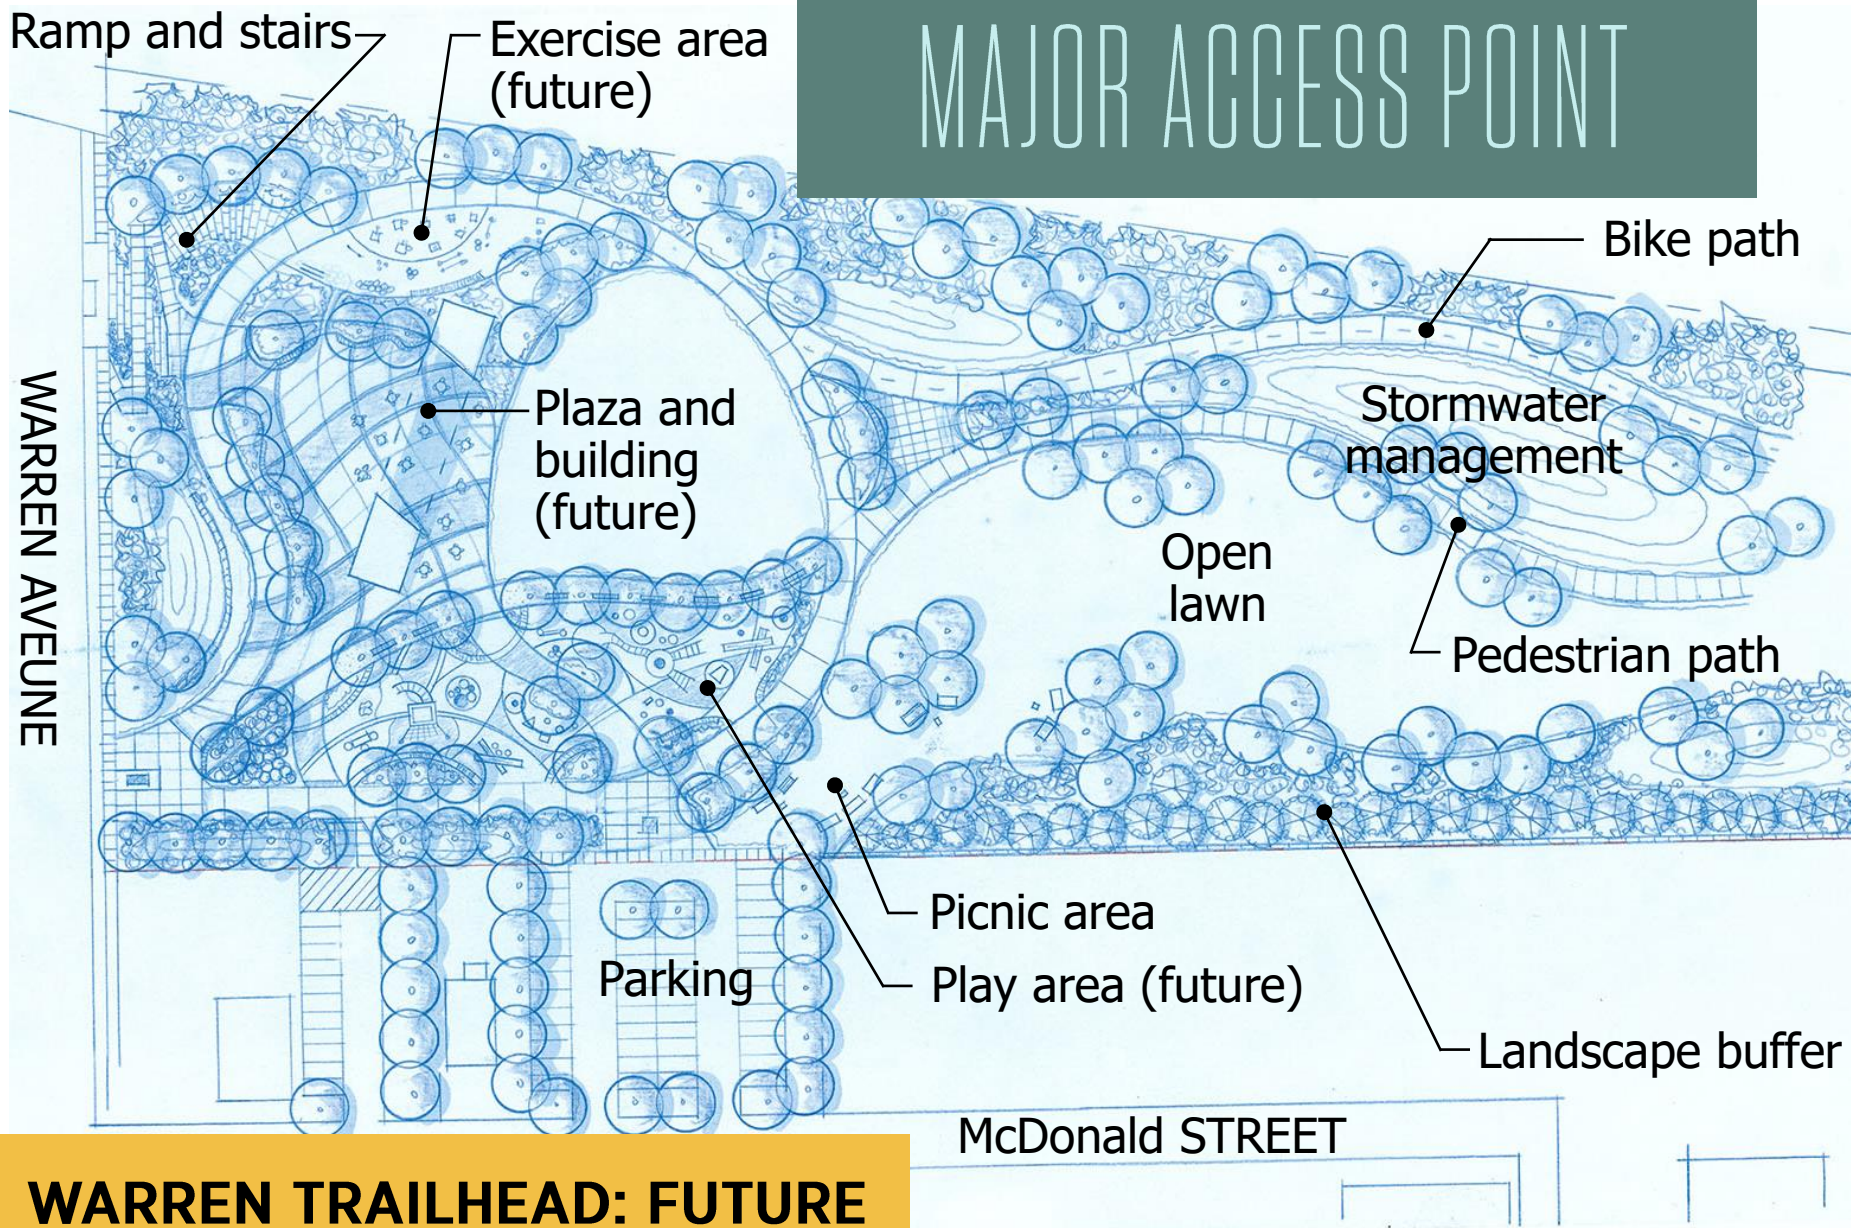 MAJOR ACCESS POINT
Ramp and stairs
Exercise area
(future)
Bike path
Stormwater
management
Plaza and
building
(future)
WARREN AVEUNE
Open
lawn
Pedestrian path
Picnic area
Parking
Play area (future)
Landscape buffer
McDonald STREET
WARREN TRAILHEAD: FUTURE